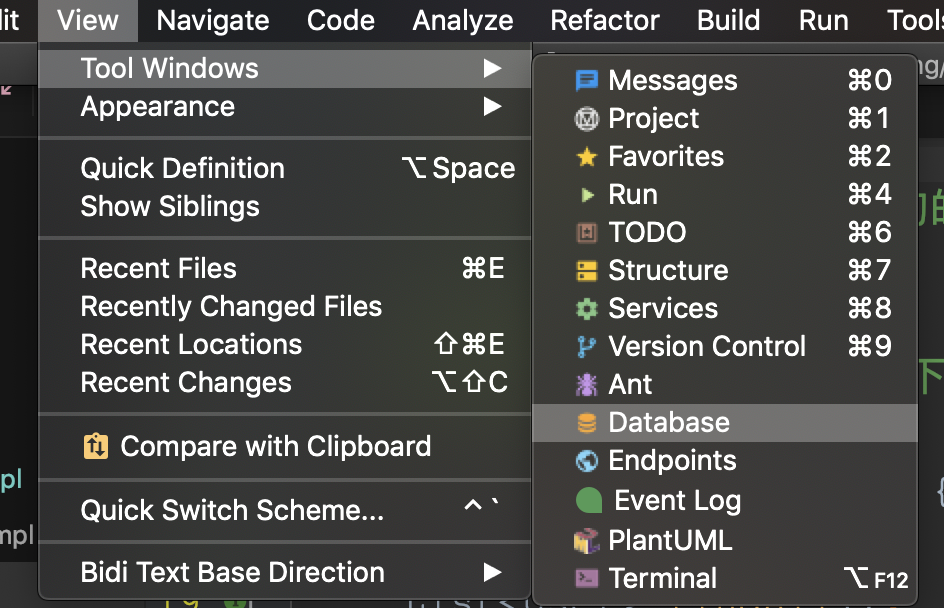 View Navigate Code Analyze Refactor Build Run Tools
Tool Windows ▶
Appearance ▶
Quick Definition ⌥Space
Show Siblings
Recent Files ⌘E
Recently Changed Files
Recent Locations ⇧⌘E
Recent Changes ⌥⇧C
Compare with Clipboard
Quick Switch Scheme... ^`
Bidi Text Base Direction ▶
Messages ⌘0
Project ⌘1
Favorites ⌘2
Run ⌘4
TODO ⌘6
Structure ⌘7
Services ⌘8
Version Control ⌘9
Ant
Database
Endpoints
Event Log
PlantUML
Terminal ⌥F12
下
{